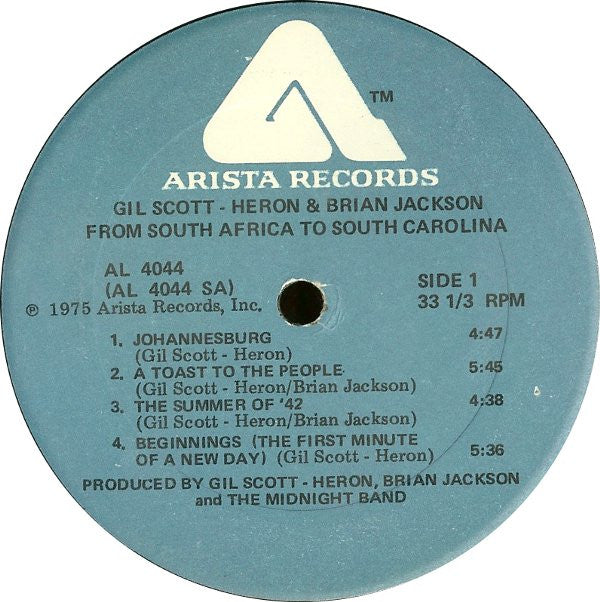 TM
ARISTA RECORDS
GIL SCOTT - HERON & BRIAN JACKSON
FROM SOUTH AFRICA TO SOUTH CAROLINA
AL 4044
(AL 4044 SA)
℗ 1975 Arista Records, Inc.
SIDE 1
33 1/3 RPM
1. JOHANNESBURG 4:47
(Gil Scott - Heron)
2. A TOAST TO THE PEOPLE 5:45
(Gil Scott - Heron/Brian Jackson)
3. THE SUMMER OF '42 4:38
(Gil Scott - Heron/Brian Jackson)
4. BEGINNINGS (THE FIRST MINUTE
OF A NEW DAY) (Gil Scott - Heron) 5:36
PRODUCED BY GIL SCOTT - HERON, BRIAN JACKSON
and THE MIDNIGHT BAND